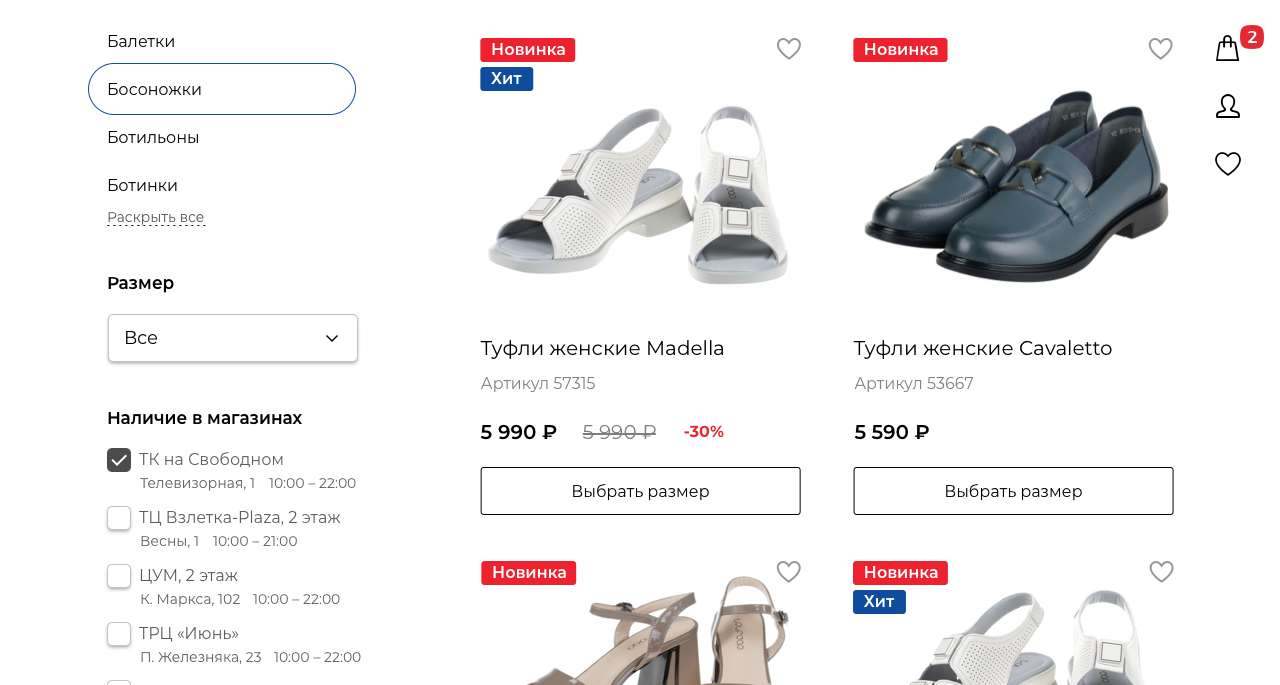 Балетки
Босоножки
Ботильоны
Ботинки
Раскрыть все
Размер
Все
Наличие в магазинах
ТК на Свободном
Телевизорная, 1 10:00 – 22:00
ТЦ Взлетка-Plaza, 2 этаж
Весны, 1 10:00 – 21:00
ЦУМ, 2 этаж
К. Маркса, 102 10:00 – 22:00
ТРЦ «Июнь»
П. Железняка, 23 10:00 – 22:00
Новинка
Хит
Туфли женские Madella
Артикул 57315
5 990 ₽ 5 990 ₽ -30%
Выбрать размер
Новинка
Туфли женские Cavaletto
Артикул 53667
5 590 ₽
Выбрать размер
Новинка
Новинка
Хит
2